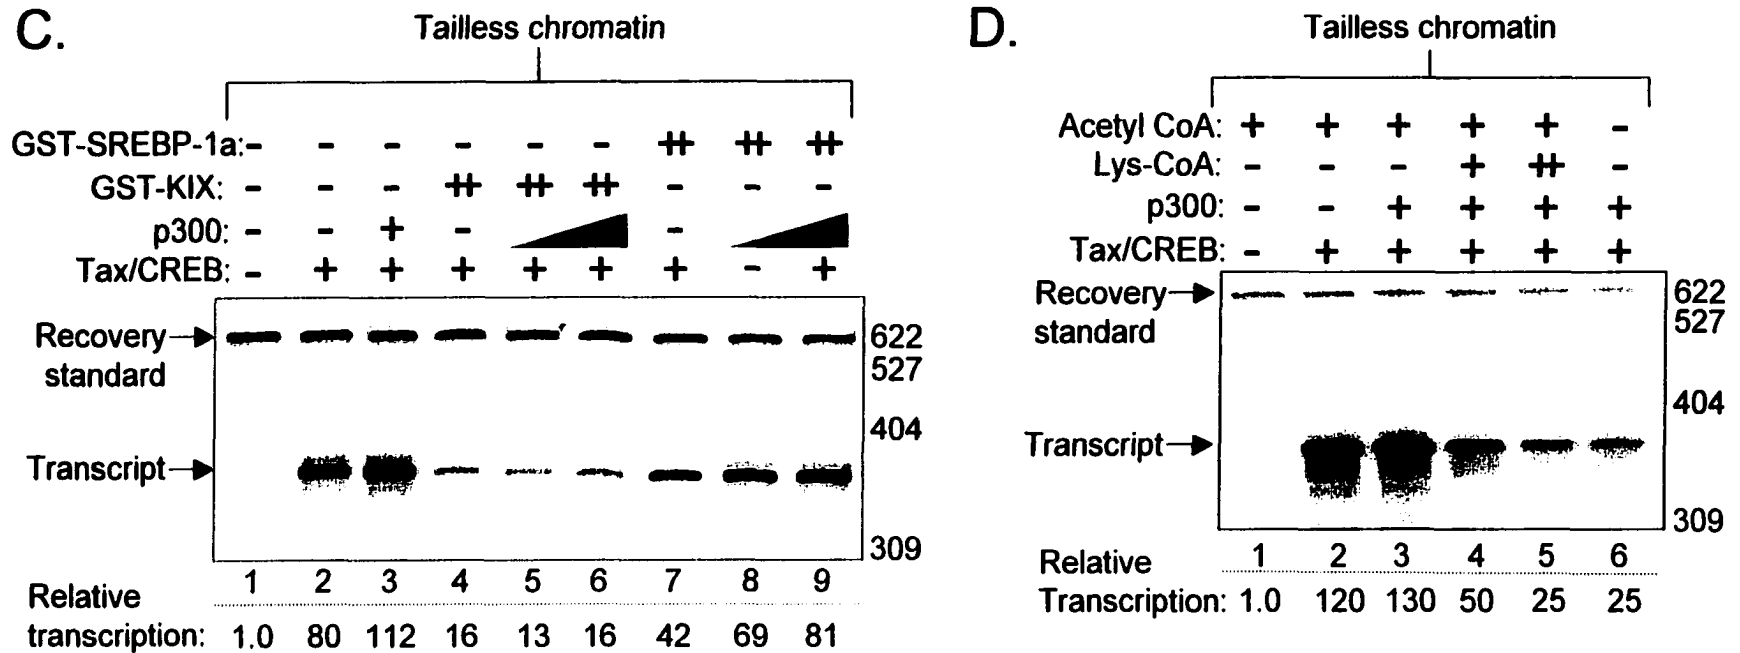 C.
Tailless chromatin
GST-SREBP-1a: - - - - - - ++ ++ ++
GST-KIX: - - - ++ ++ ++ - - -
p300: - - + - -
Tax/CREB: - + + + + + + - +
Recovery standard
622
527
404
Transcript
309
1 2 3 4 5 6 7 8 9
Relative transcription: 1.0 80 112 16 13 16 42 69 81
D.
Tailless chromatin
Acetyl CoA: + + + + + -
Lys-CoA: - - - + ++ -
p300: - - + + + +
Tax/CREB: - + + + + +
Recovery standard
622
527
404
Transcript
309
1 2 3 4 5 6
Relative
Transcription: 1.0 120 130 50 25 25